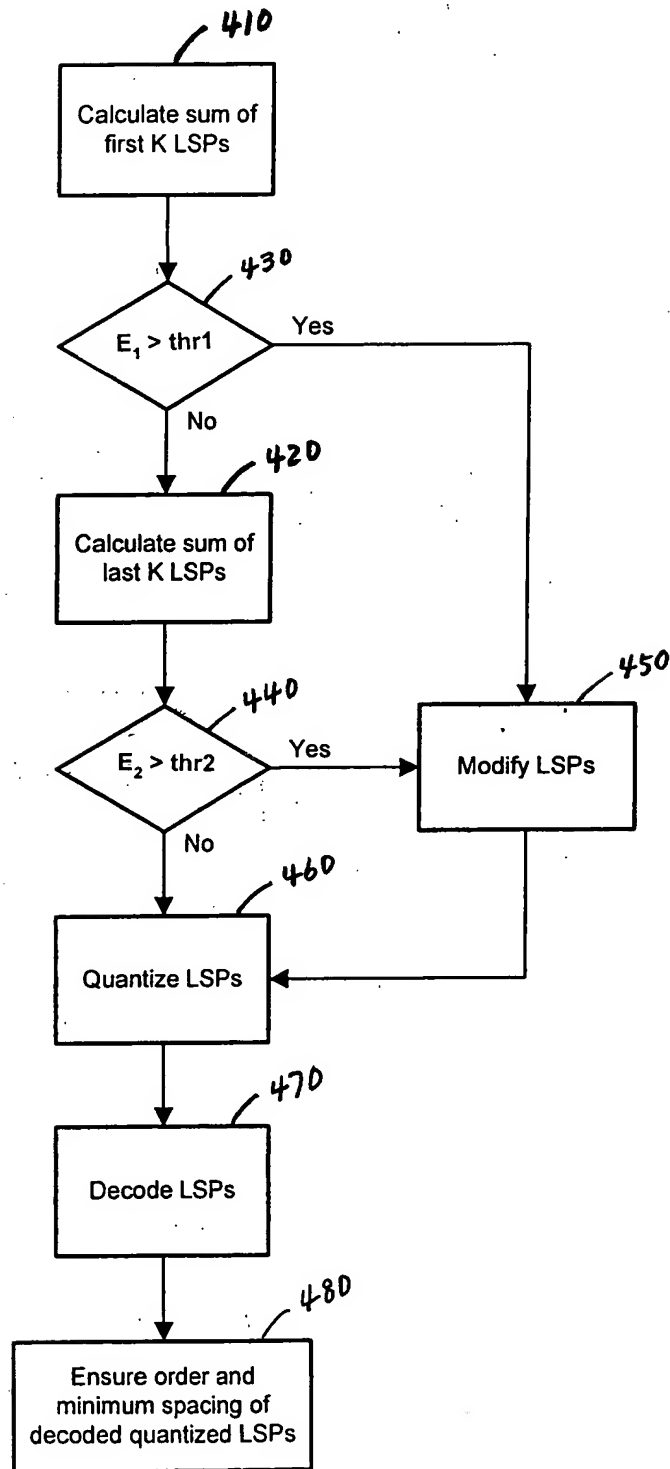 410
Calculate sum of
first K LSPs
430
E₁ > thr1
Yes
No
420
Calculate sum of
last K LSPs
440
450
E₂ > thr2
Yes
Modify LSPs
No
460
Quantize LSPs
470
Decode LSPs
480
Ensure order and
minimum spacing of
decoded quantized LSPs